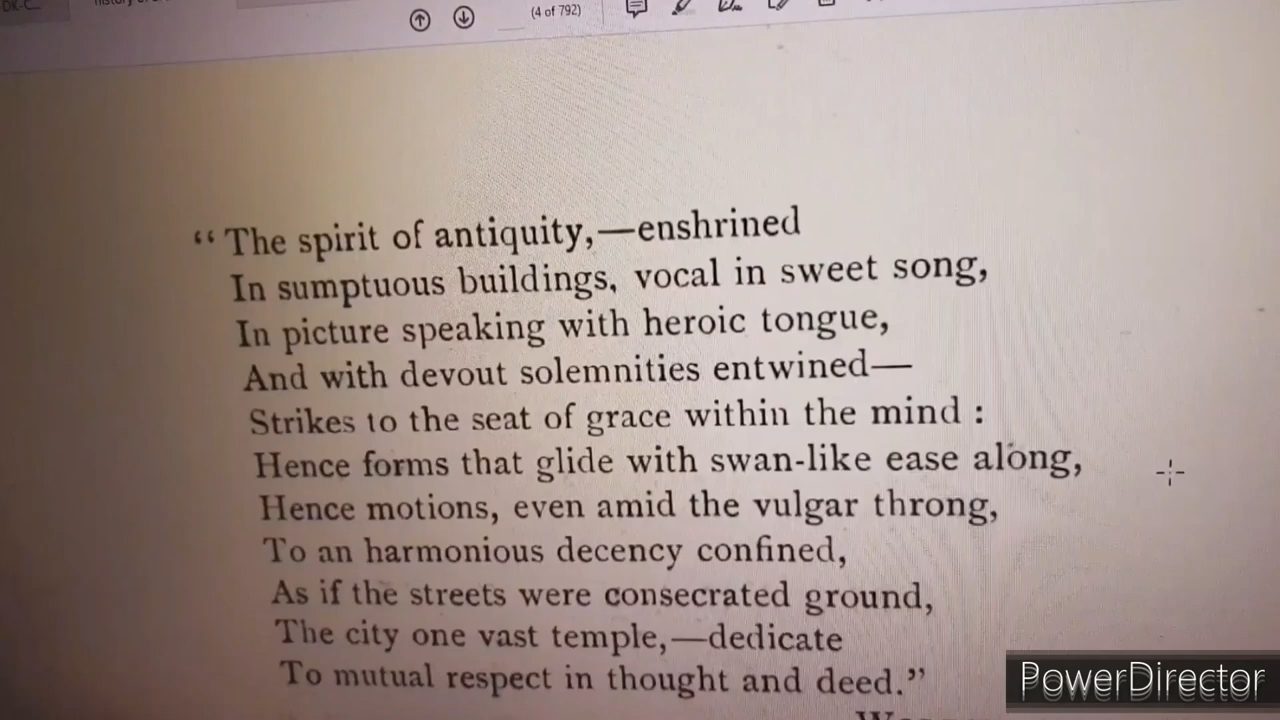 (4 of 792)
“The spirit of antiquity,—enshrined
In sumptuous buildings, vocal in sweet song,
In picture speaking with heroic tongue,
And with devout solemnities entwined—
Strikes to the seat of grace within the mind :
Hence forms that glide with swan-like ease along,
Hence motions, even amid the vulgar throng,
To an harmonious decency confined,
As if the streets were consecrated ground,
The city one vast temple,—dedicate
To mutual respect in thought and deed.”
PowerDirector